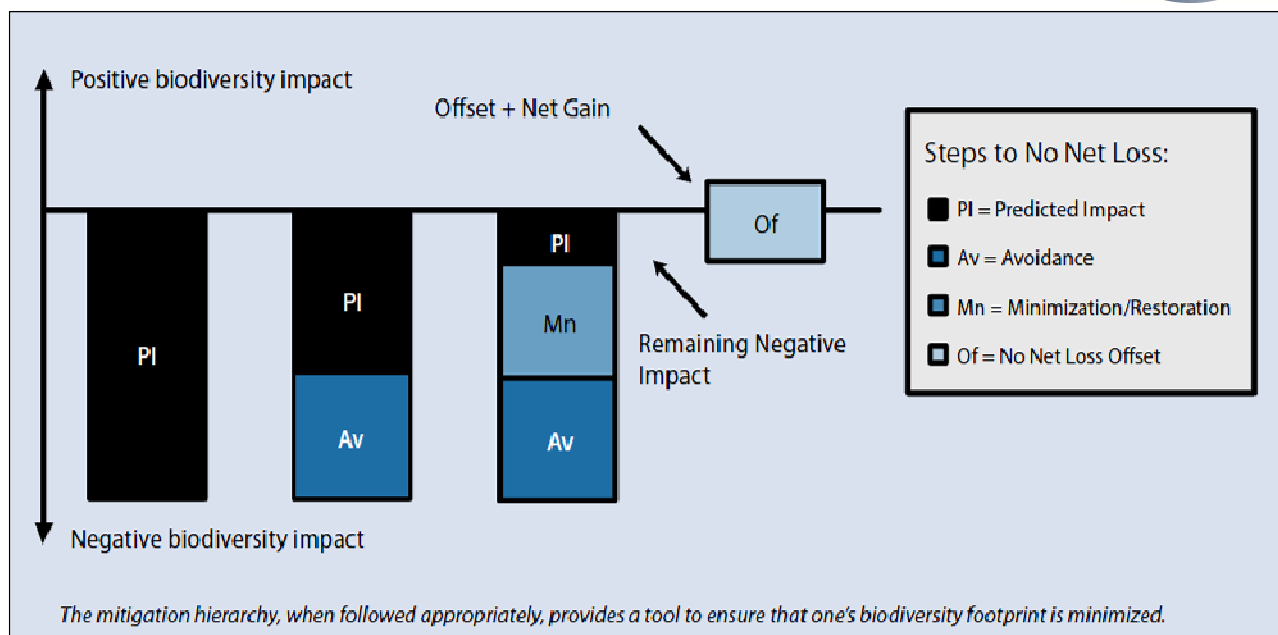 Positive biodiversity impact
Offset + Net Gain
Of
PI
PI
PI
Mn
Av
Av
Remaining Negative
Impact
Negative biodiversity impact
Steps to No Net Loss:
PI = Predicted Impact
Av = Avoidance
Mn = Minimization/Restoration
Of = No Net Loss Offset
The mitigation hierarchy, when followed appropriately, provides a tool to ensure that one's biodiversity footprint is minimized.